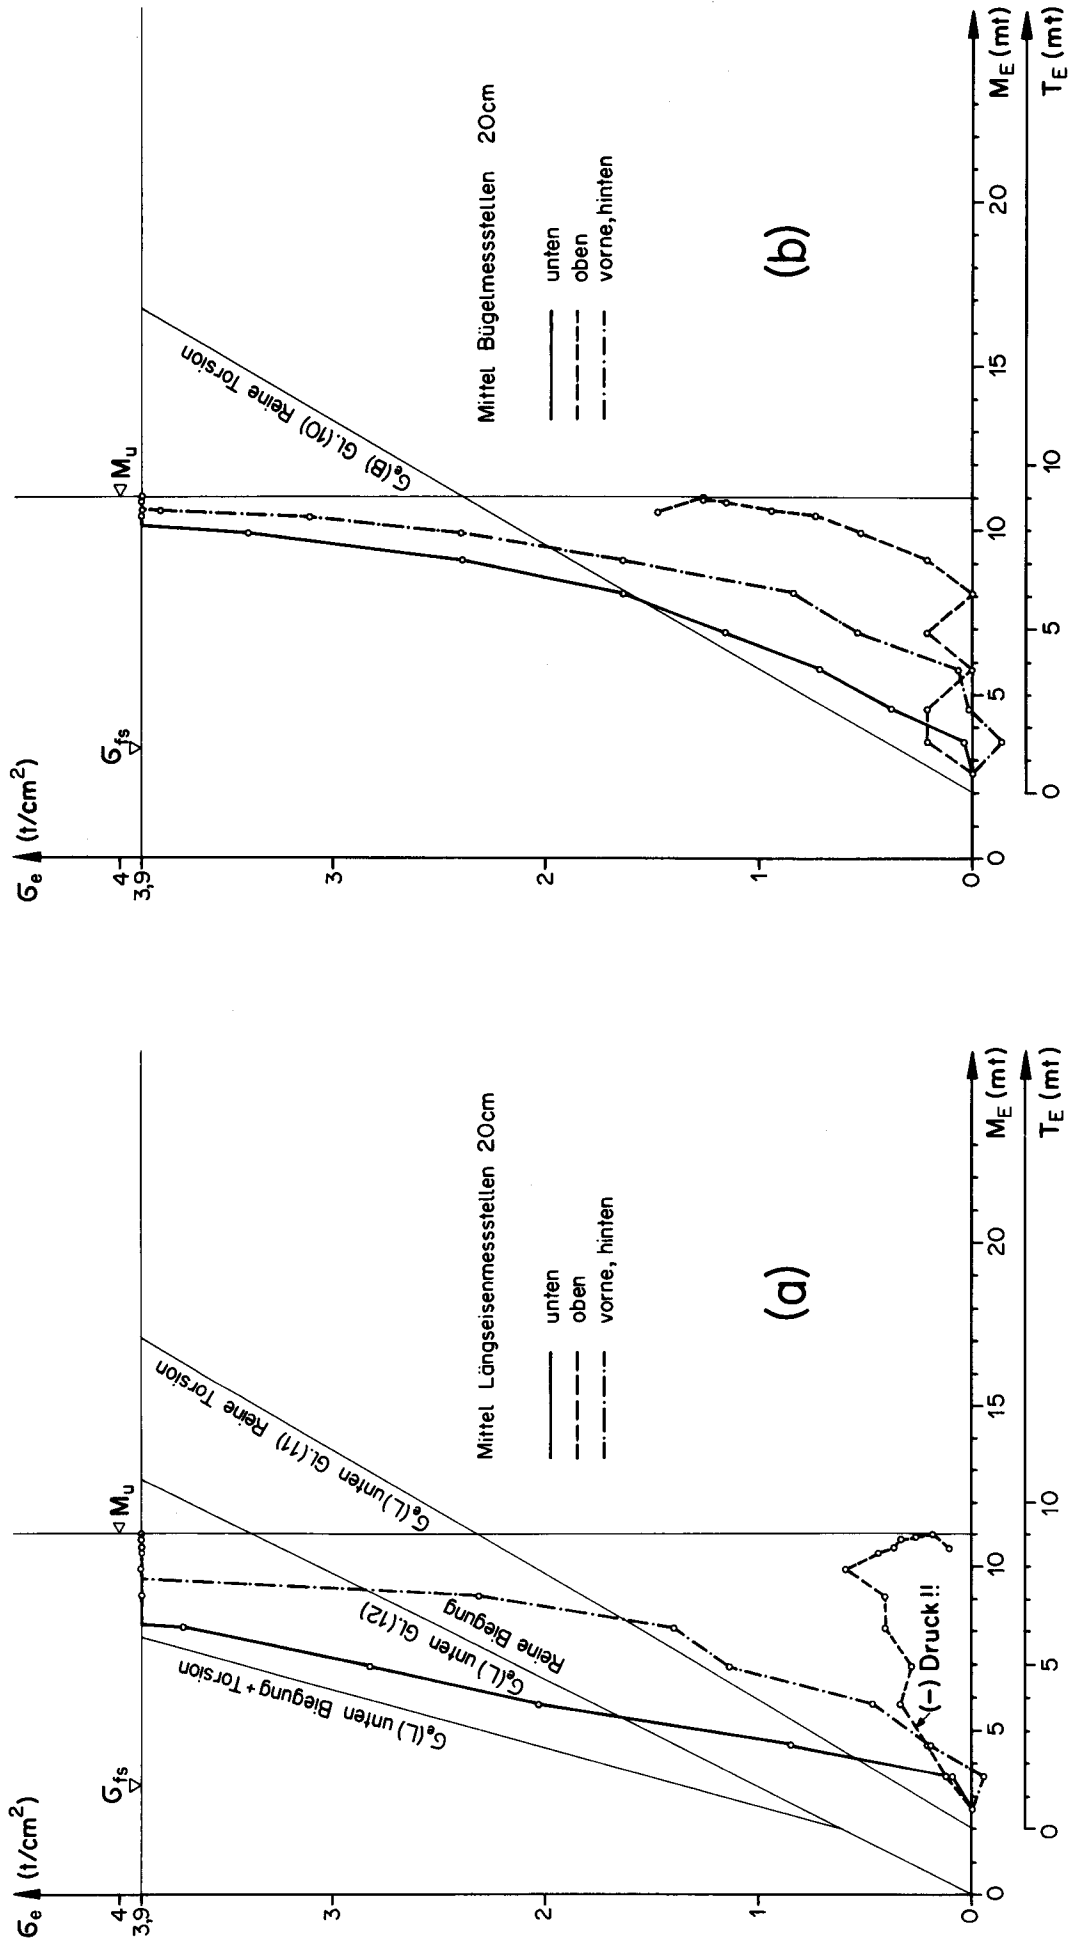 σe (t/cm²)
4
3,9
3
2
1
0
σfs
Mu
σe(L) unten Biegung + Torsion
σe(L) unten Gl.(12)
Reine Biegung
σe(L) unten Gl.(11) Reine Torsion
Mittel Längseisenmessstellen 20cm
unten
oben
vorne, hinten
(a)
(-) Druck!!
0 5 10 15 20 ME (mt)
0 5 10 TE (mt)
σe (t/cm²)
4
3,9
3
2
1
0
σfs
Mu
σe(B) Gl.(10) Reine Torsion
Mittel Bügelmessstellen 20cm
unten
oben
vorne, hinten
(b)
0 5 10 15 20 ME (mt)
0 5 10 TE (mt)